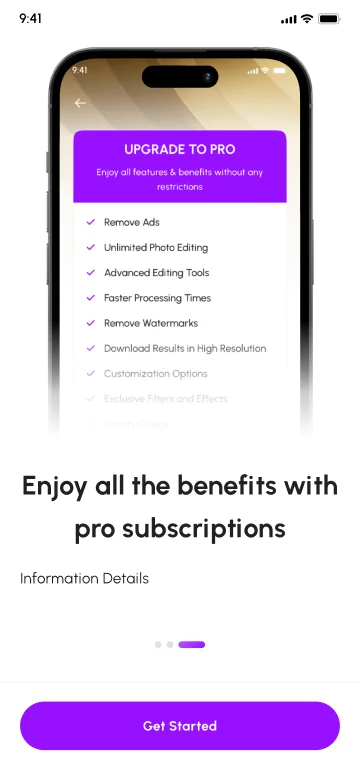 9:41
9:41
UPGRADE TO PRO
Enjoy all features & benefits without any
restrictions
Remove Ads
Unlimited Photo Editing
Advanced Editing Tools
Faster Processing Times
Remove Watermarks
Download Results in High Resolution
Customization Options
Exclusive Filters and Effects
Enjoy all the benefits with
pro subscriptions
Information Details
Get Started